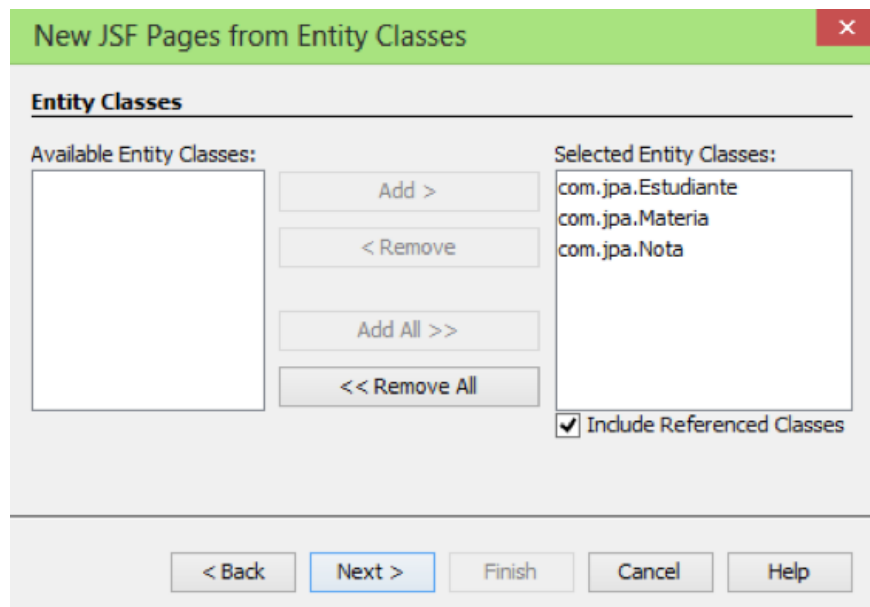 New JSF Pages from Entity Classes
Entity Classes
Available Entity Classes:
Add >
< Remove
Add All >>
<< Remove All
Selected Entity Classes:
com.jpa.Estudiante
com.jpa.Materia
com.jpa.Nota
Include Referenced Classes
< Back Next > Finish Cancel Help